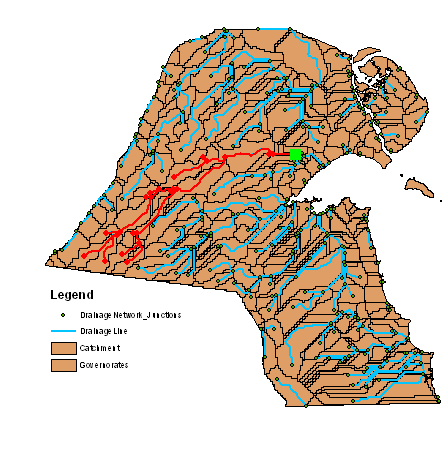 Legend
Drainage Network_Junctions
Drainage Line
Catchment
Governorates